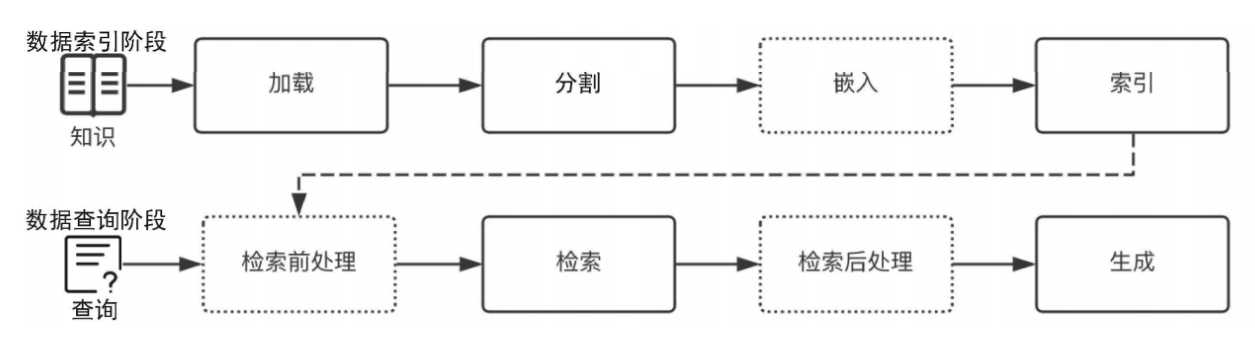 数据索引阶段
知识
加载
分割
嵌入
索引
数据查询阶段
查询
检索前处理
检索
检索后处理
生成